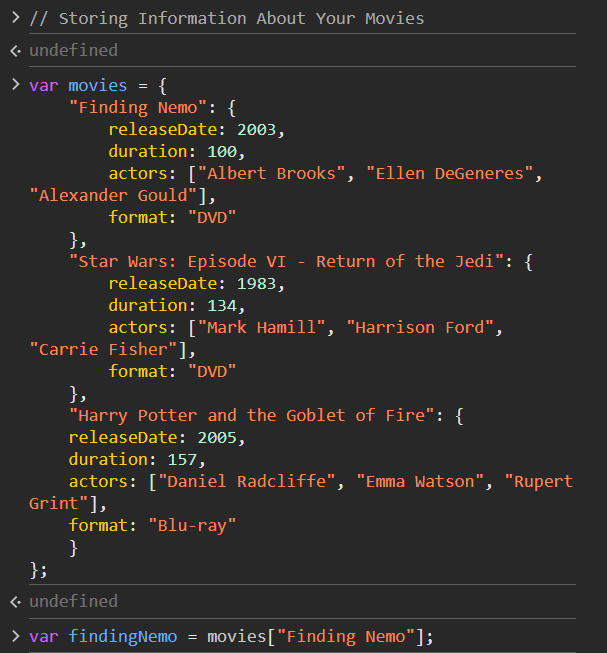 > // Storing Information About Your Movies
undefined
> var movies = {
"Finding Nemo": {
releaseDate: 2003,
duration: 100,
actors: ["Albert Brooks", "Ellen DeGeneres",
"Alexander Gould"],
format: "DVD"
},
"Star Wars: Episode VI - Return of the Jedi": {
releaseDate: 1983,
duration: 134,
actors: ["Mark Hamill", "Harrison Ford",
"Carrie Fisher"],
format: "DVD"
},
"Harry Potter and the Goblet of Fire": {
releaseDate: 2005,
duration: 157,
actors: ["Daniel Radcliffe", "Emma Watson", "Rupert
Grint"],
format: "Blu-ray"
}
};
undefined
> var findingNemo = movies["Finding Nemo"];